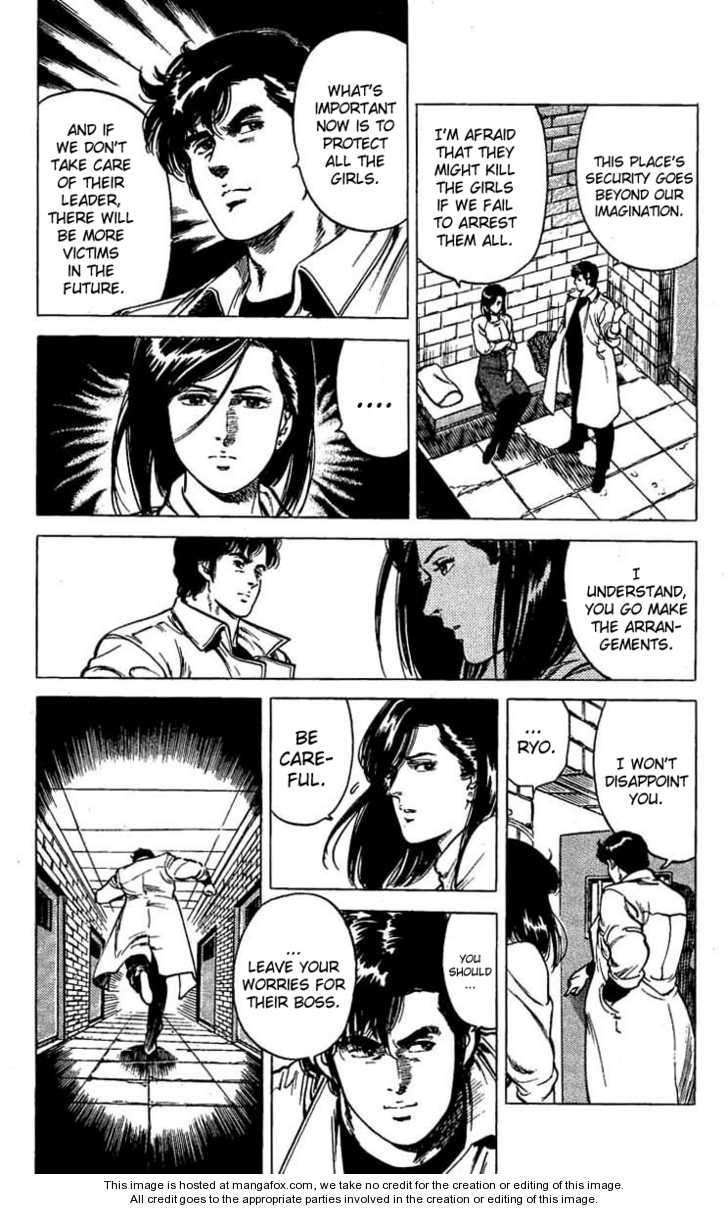 THIS PLACE'S
SECURITY GOES
BEYOND OUR
IMAGINATION.
I'M AFRAID
THAT THEY
MIGHT KILL
THE GIRLS
IF WE FAIL
TO ARREST
THEM ALL.
WHAT'S
IMPORTANT
NOW IS TO
PROTECT
ALL THE
GIRLS.
AND IF
WE DON'T
TAKE CARE
OF THEIR
LEADER,
THERE WILL
BE MORE
VICTIMS
IN THE
FUTURE.
....
I
UNDERSTAND,
YOU GO MAKE
THE ARRAN-
GEMENTS.
I WON'T
DISAPPOINT
YOU.
...
RYO.
BE
CARE-
FUL.
YOU
SHOULD
...
...
LEAVE YOUR
WORRIES FOR
THEIR BOSS.
This image is hosted at mangafox.com, we take no credit for the creation or editing of this image.
All credit goes to the appropriate parties involved in the creation or editing of this image.